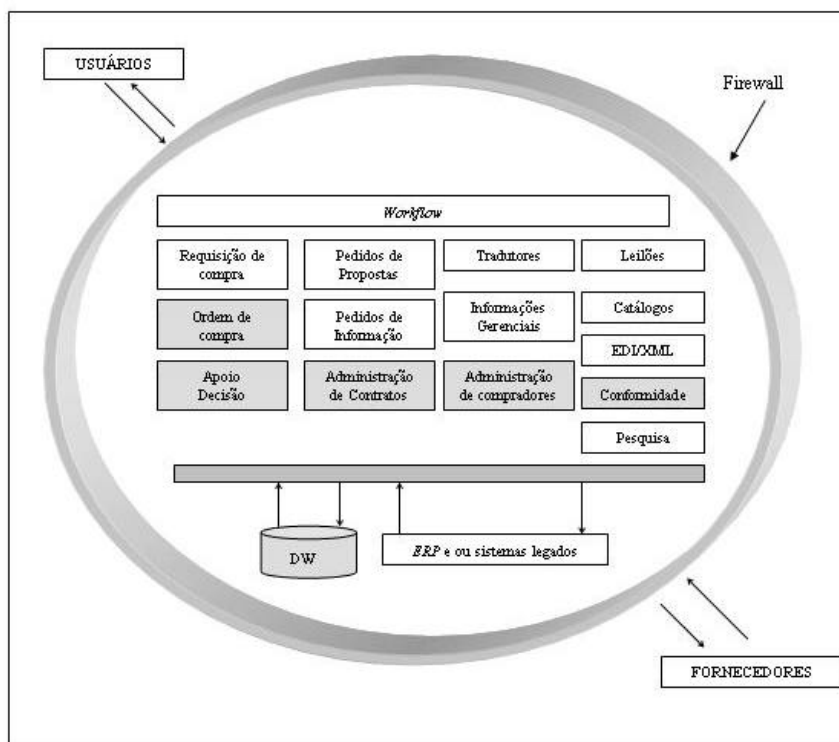 USUÁRIOS
Firewall
Workflow
Requisição de
compra
Pedidos de
Propostas
Tradutores
Leilões
Ordem de
compra
Pedidos de
Informação
Informações
Gerenciais
Catálogos
EDI/XML
Apoio
Decisão
Administração
de Contratos
Administração
de compradores
Conformidade
Pesquisa
DW
ERP e ou sistemas legados
FORNECEDORES